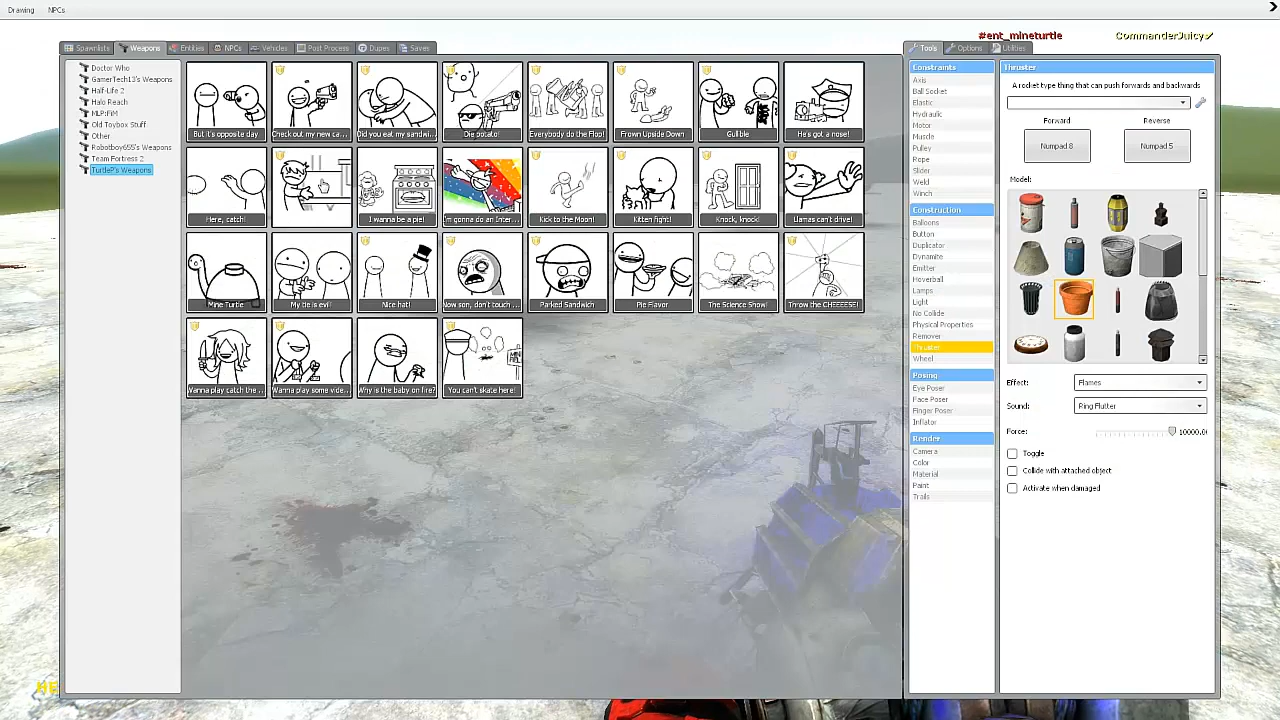 Drawing NPCs
#ent_mineturtle
CommanderJuicy
Spawnlists Weapons Entities NPCs Vehicles Post Process Dupes Saves
Doctor Who
GamerTech13's Weapons
Half-Life 2
Halo Reach
MLP:FiM
Old Toybox Stuff
Other
Robotboy655's Weapons
Team Fortress 2
TurtleP's Weapons
But it's opposite day
Check out my new ca...
Did you eat my sandwi...
Die potato!
Everybody do the Flop!
Frown Upside Down
Gullible
He's got a nose!
Here, catch!
I wanna be a pie!
I'm gonna do an Inter...
Kick to the Moon!
Kitten fight!
Knock, knock!
Llamas can't drive!
Mine Turtle
My tie is evil!
Nice hat!
Now son, don't touch ...
Parked Sandwich
Pie Flavor
The Science Show!
Throw the CHEEEESE!
Wanna play catch the ...
Wanna play some vide...
Why is the baby on fire?
You can't skate here!
Tools Options Utilities
Constraints
Axis
Ball Socket
Elastic
Hydraulic
Motor
Muscle
Pulley
Rope
Slider
Weld
Winch
Construction
Balloons
Button
Duplicator
Dynamite
Emitter
Hoverball
Lamps
Light
No Collide
Physical Properties
Remover
Thruster
Wheel
Posing
Eye Poser
Face Poser
Finger Poser
Inflator
Render
Camera
Color
Material
Paint
Trails
Thruster
A rocket type thing that can push forwards and backwards
Forward Reverse
Numpad 8 Numpad 5
Model:
Effect: Flames
Sound: Ring Flutter
Force: 10000.0
Toggle
Collide with attached object
Activate when damaged
HE